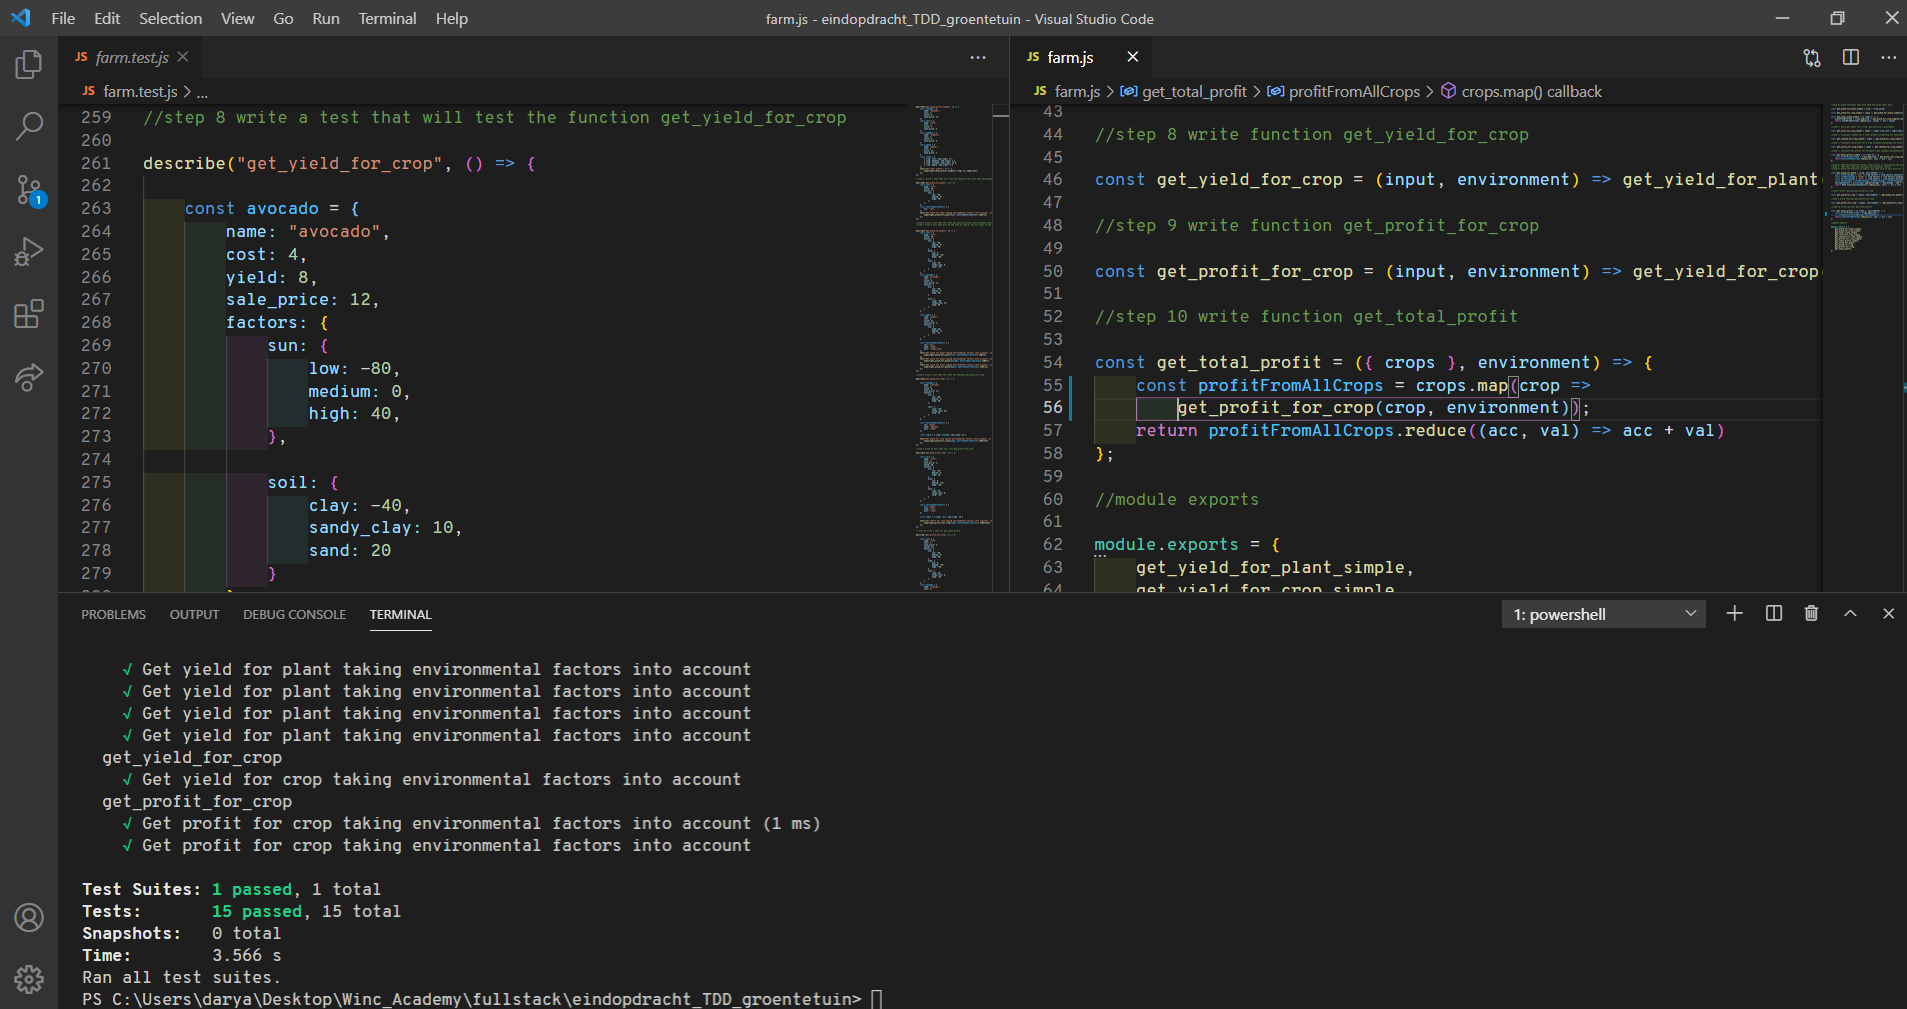 File Edit Selection View Go Run Terminal Help
farm.js - eindopdracht_TDD_groentetuin - Visual Studio Code
JS farm.test.js
JS farm.test.js > ...
259 //step 8 write a test that will test the function get_yield_for_crop
260
261 describe("get_yield_for_crop", () => {
262
263 const avocado = {
264 name: "avocado",
265 cost: 4,
266 yield: 8,
267 sale_price: 12,
268 factors: {
269 sun: {
270 low: -80,
271 medium: 0,
272 high: 40,
273 },
274
275 soil: {
276 clay: -40,
277 sandy_clay: 10,
278 sand: 20
279 }
JS farm.js
JS farm.js > get_total_profit > profitFromAllCrops > crops.map() callback
43
44 //step 8 write function get_yield_for_crop
45
46 const get_yield_for_crop = (input, environment) => get_yield_for_plant
47
48 //step 9 write function get_profit_for_crop
49
50 const get_profit_for_crop = (input, environment) => get_yield_for_crop
51
52 //step 10 write function get_total_profit
53
54 const get_total_profit = ({ crops }, environment) => {
55 const profitFromAllCrops = crops.map(crop =>
56 get_profit_for_crop(crop, environment));
57 return profitFromAllCrops.reduce((acc, val) => acc + val)
58 };
59
60 //module exports
61
62 module.exports = {
63 get_yield_for_plant_simple,
64 get_yield_for_crop_simple
1
PROBLEMS OUTPUT DEBUG CONSOLE TERMINAL
1: powershell
√ Get yield for plant taking environmental factors into account
√ Get yield for plant taking environmental factors into account
√ Get yield for plant taking environmental factors into account
√ Get yield for plant taking environmental factors into account
get_yield_for_crop
√ Get yield for crop taking environmental factors into account
get_profit_for_crop
√ Get profit for crop taking environmental factors into account (1 ms)
√ Get profit for crop taking environmental factors into account
Test Suites: 1 passed, 1 total
Tests: 15 passed, 15 total
Snapshots: 0 total
Time: 3.566 s
Ran all test suites.
PS C:\Users\darya\Desktop\Winc_Academy\fullstack\eindopdracht_TDD_groentetuin>